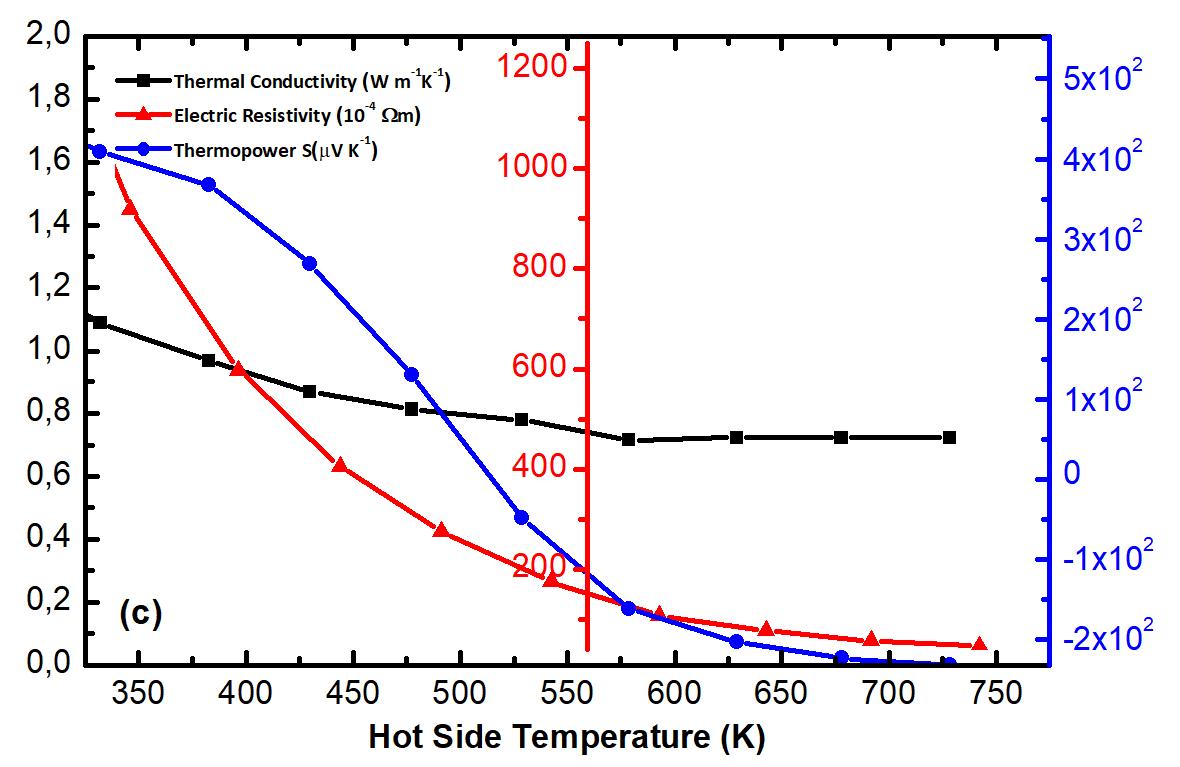 2,0
1,8
1,6
1,4
1,2
1,0
0,8
0,6
0,4
0,2
0,0
Thermal Conductivity (W m⁻¹K⁻¹)
Electric Resistivity (10⁻⁴ Ωm)
Thermopower S(μV K⁻¹)
(c)
1200
1000
800
600
400
200
5x10²
4x10²
3x10²
2x10²
1x10²
0
-1x10²
-2x10²
350 400 450 500 550 600 650 700 750
Hot Side Temperature (K)